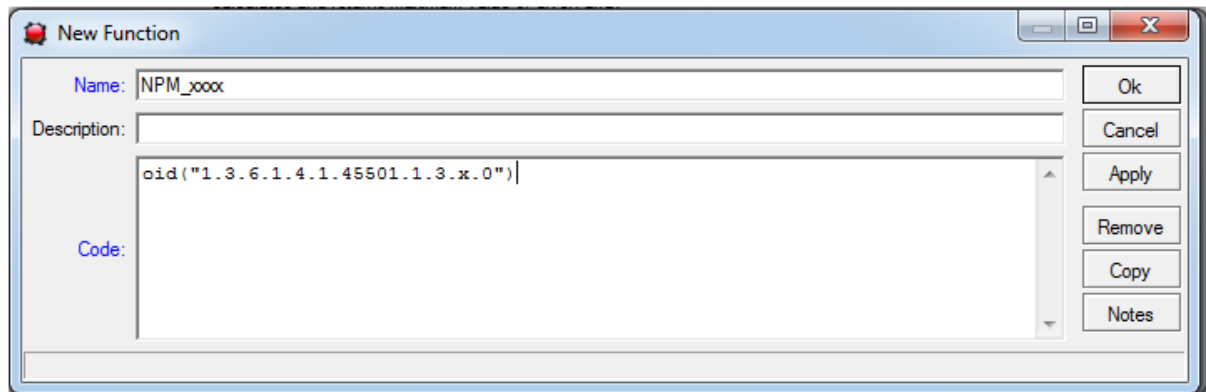 New Function
Name: NPM_xxxx
Ok
Description:
Cancel
oid("1.3.6.1.4.1.45501.1.3.x.0")
Apply
Remove
Code:
Copy
Notes